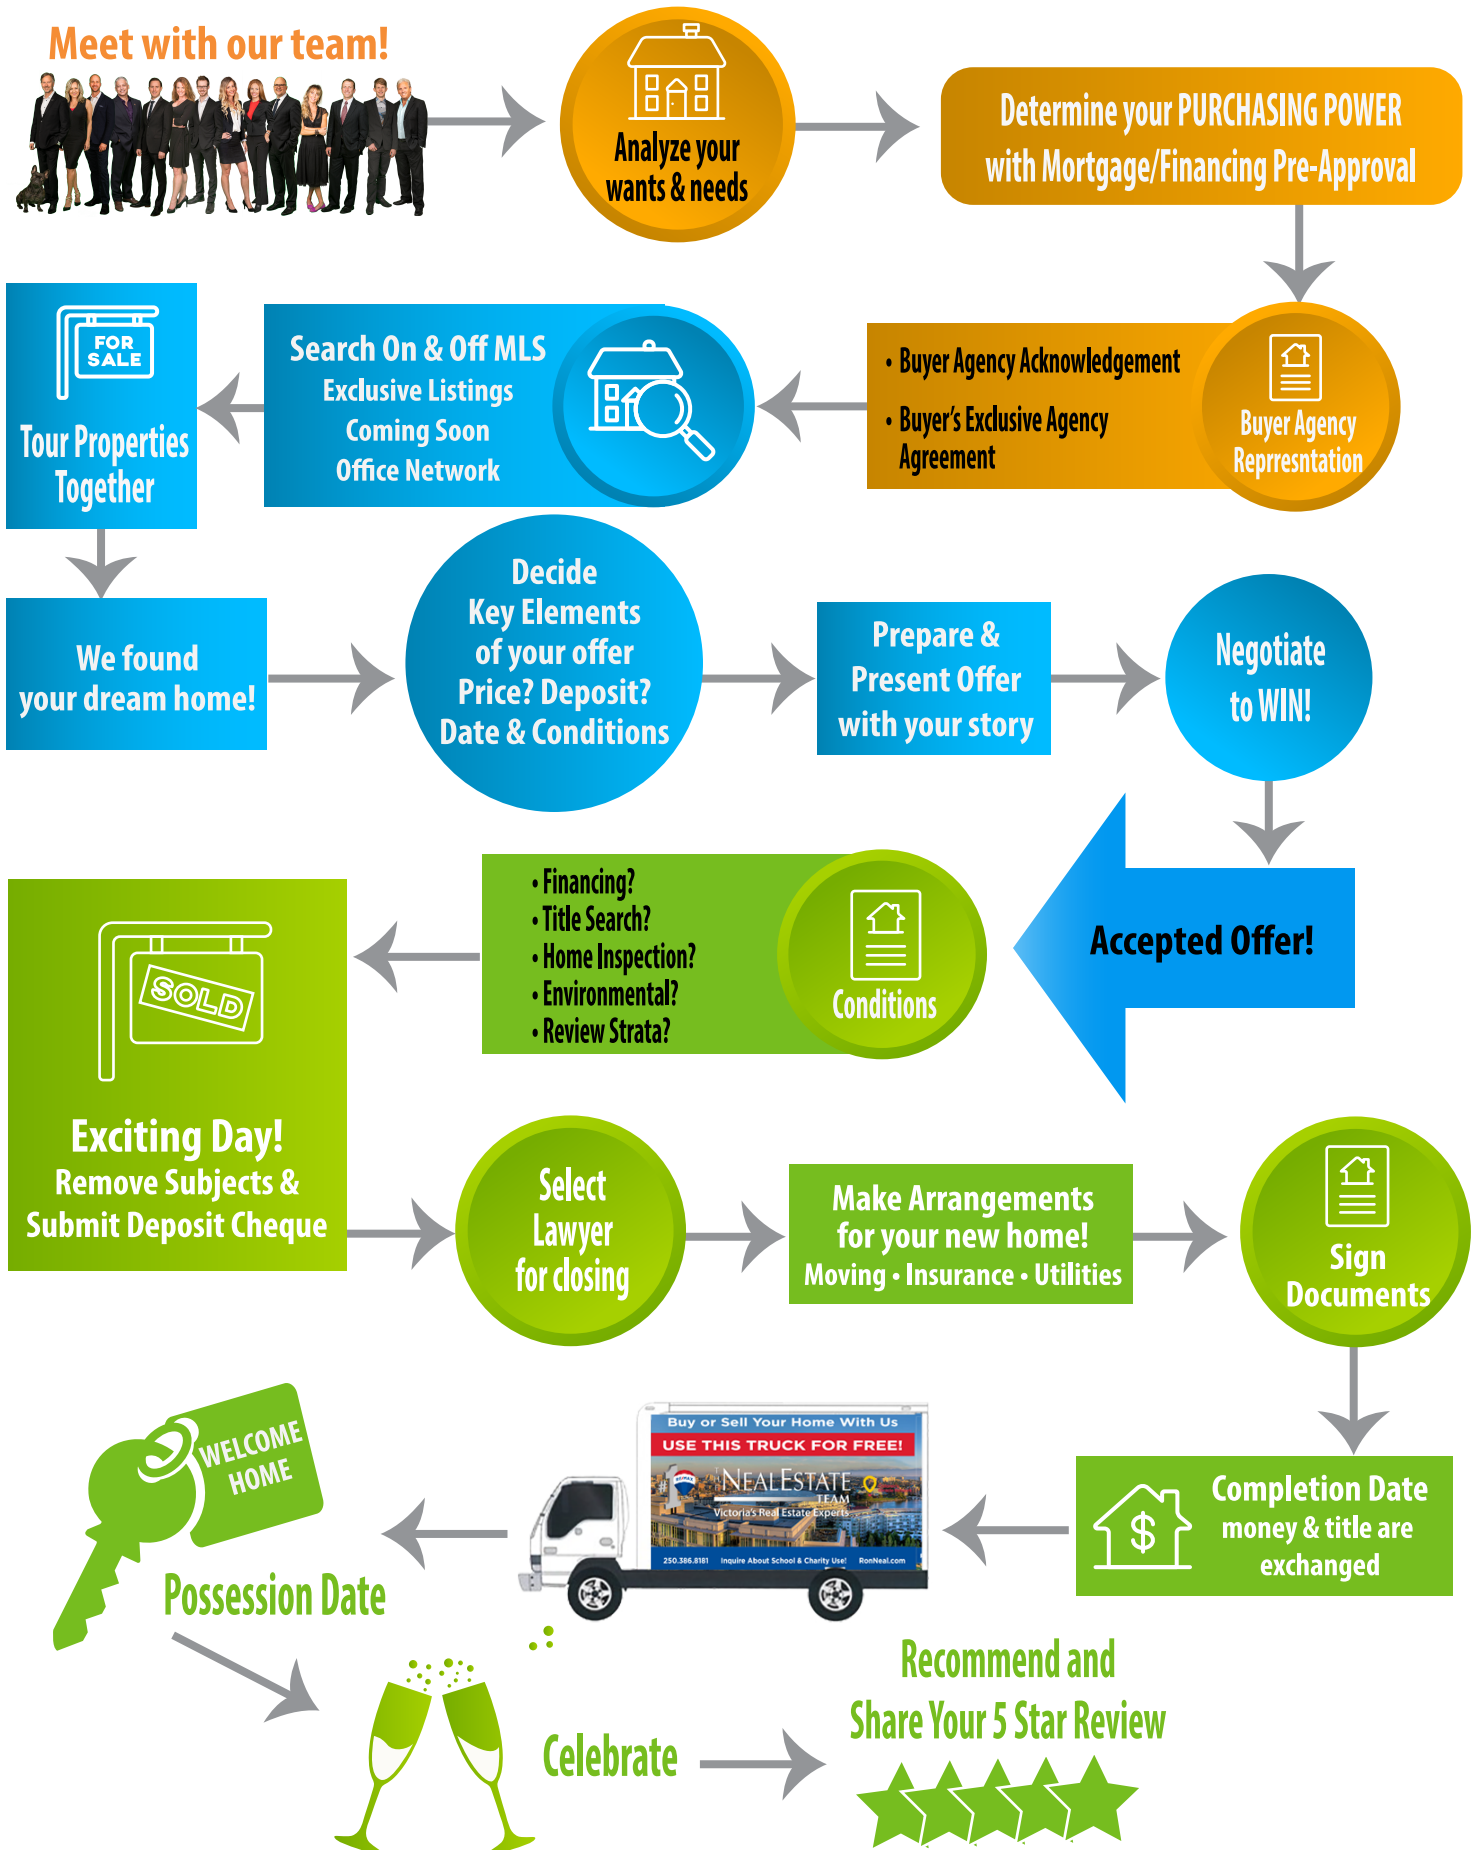 Meet with our team!
Analyze your
wants & needs
Determine your PURCHASING POWER
with Mortgage/Financing Pre-Approval
• Buyer Agency Acknowledgement
• Buyer's Exclusive Agency
Agreement
Buyer Agency
Reprresntation
Search On & Off MLS
Exclusive Listings
Coming Soon
Office Network
FOR
SALE
Tour Properties
Together
We found
your dream home!
Decide
Key Elements
of your offer
Price? Deposit?
Date & Conditions
Prepare &
Present Offer
with your story
Negotiate
to WIN!
Accepted Offer!
Conditions
• Financing?
• Title Search?
• Home Inspection?
• Environmental?
• Review Strata?
SOLD
Exciting Day!
Remove Subjects &
Submit Deposit Cheque
Select
Lawyer
for closing
Make Arrangements
for your new home!
Moving • Insurance • Utilities
Sign
Documents
$
Completion Date
money & title are
exchanged
Buy or Sell Your Home With Us
USE THIS TRUCK FOR FREE!
#1
NEAL ESTATE
TEAM
Victoria's Real Estate Experts
250.386.8181 Inquire About School & Charity Use! RonNeal.com
WELCOME
HOME
Possession Date
Celebrate
Recommend and
Share Your 5 Star Review